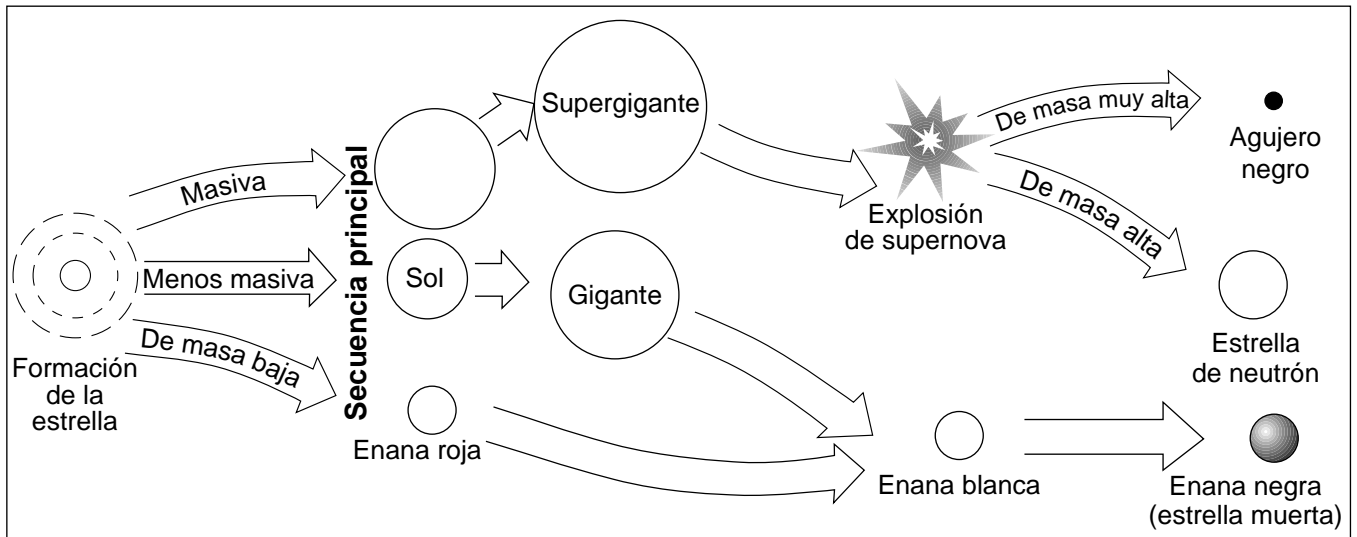 Formación
de la
estrella
Masiva
Menos masiva
De masa baja
Secuencia principal
Supergigante
Sol
Gigante
Enana roja
Explosión
de supernova
De masa muy alta
De masa alta
Agujero
negro
Estrella
de neutrón
Enana blanca
Enana negra
(estrella muerta)